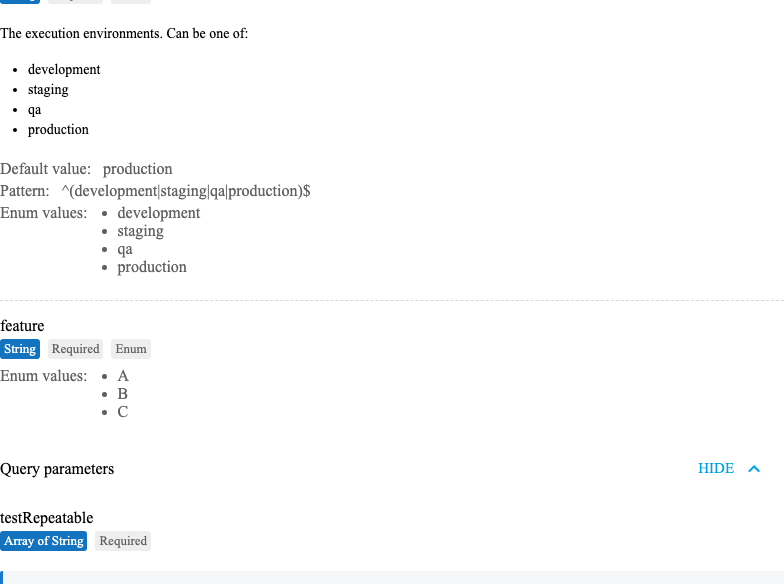 The execution environments. Can be one of:
• development
• staging
• qa
• production
Default value: production
Pattern: ^(development|staging|qa|production)$
Enum values: • development
• staging
• qa
• production
feature
String Required Enum
Enum values: • A
• B
• C
Query parameters HIDE
testRepeatable
Array of String Required